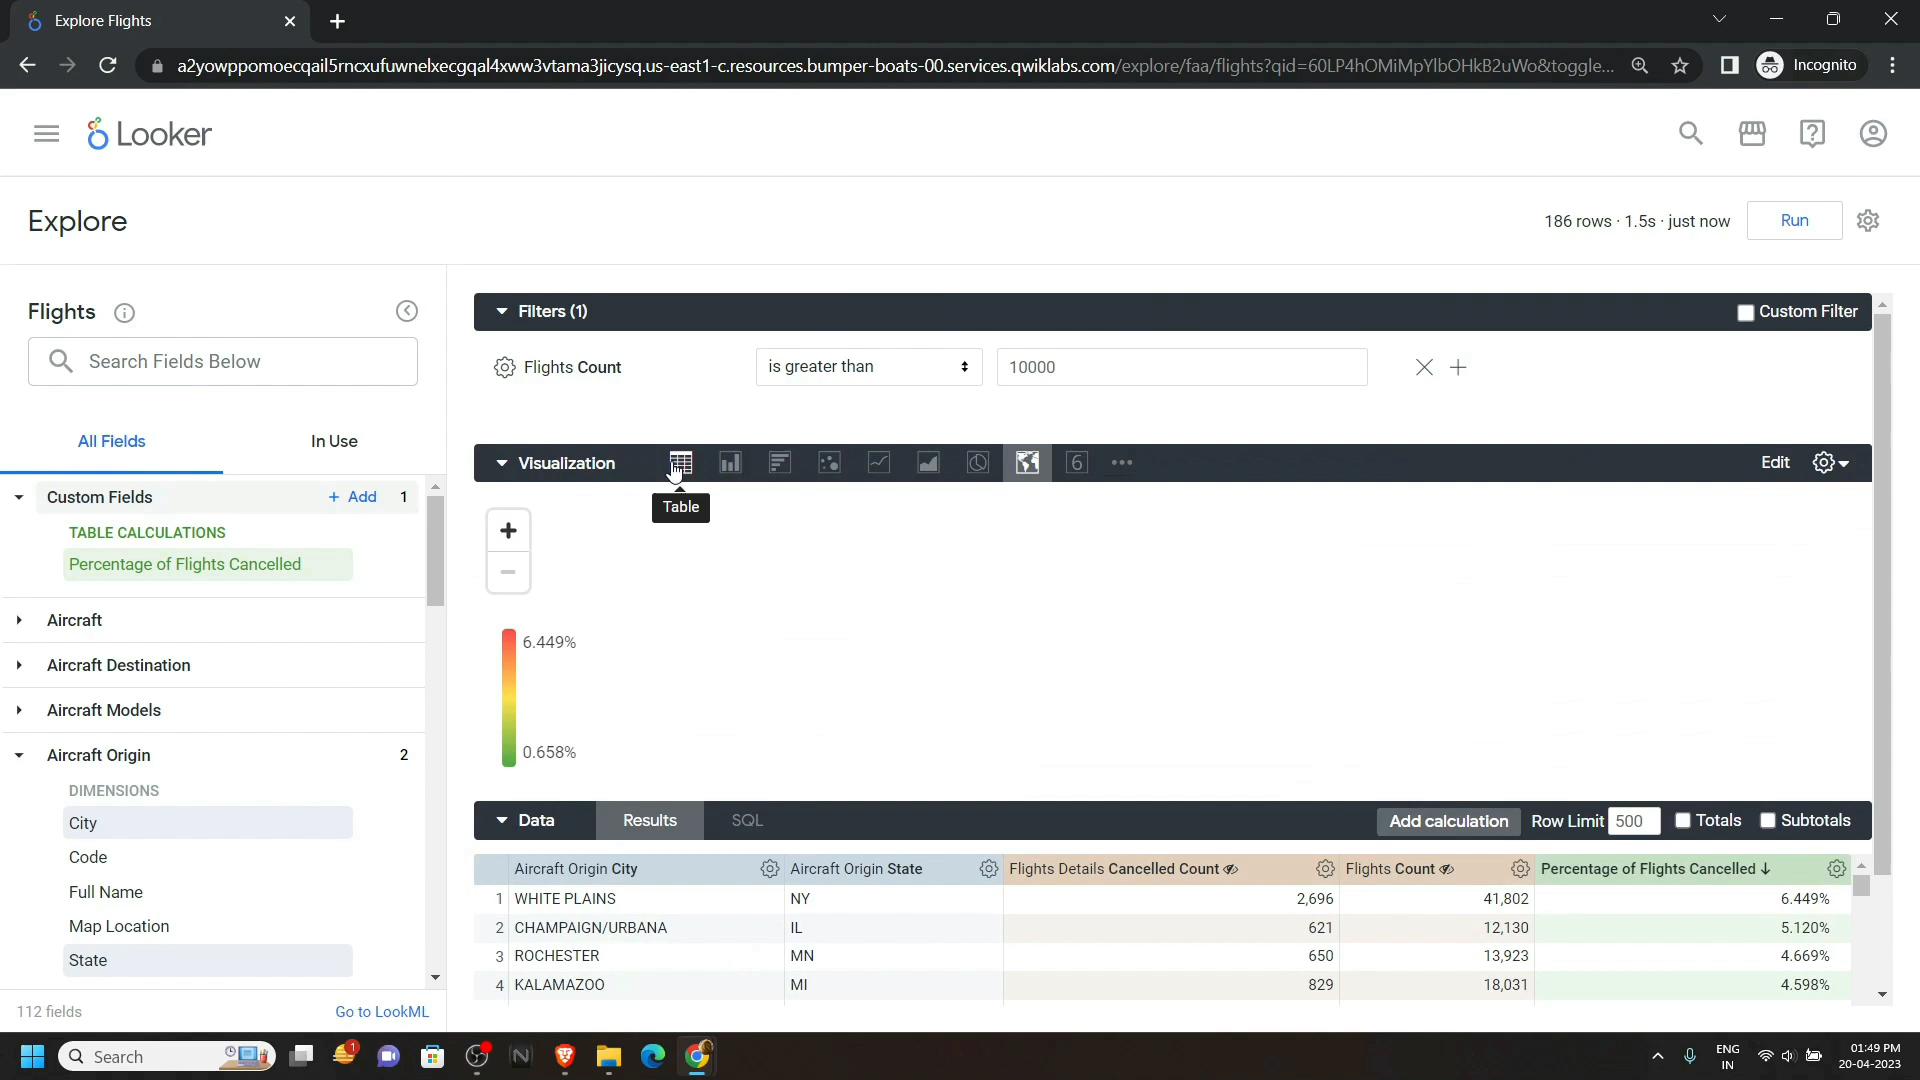 Explore Flights
a2yowppomoecqail5rncxufuwnelxecgqal4xww3vtama3jicysq.us-east1-c.resources.bumper-boats-00.services.qwiklabs.com/explore/faa/flights?qid=60LP4hOMiMpYlbOHkB2uWo&toggle...
Incognito
Looker
Explore
186 rows · 1.5s · just now
Run
Flights
Search Fields Below
All Fields
In Use
Custom Fields
+ Add
1
TABLE CALCULATIONS
Percentage of Flights Cancelled
Aircraft
Aircraft Destination
Aircraft Models
Aircraft Origin
2
DIMENSIONS
City
Code
Full Name
Map Location
State
112 fields
Go to LookML
Filters (1)
Custom Filter
Flights Count
is greater than
10000
Visualization
6
Edit
Table
+
−
6.449%
0.658%
Data
Results
SQL
Add calculation
Row Limit 500
Totals
Subtotals
Aircraft Origin City Aircraft Origin State Flights Details Cancelled Count Flights Count Percentage of Flights Cancelled ↓
1 WHITE PLAINS NY 2,696 41,802 6.449%
2 CHAMPAIGN/URBANA IL 621 12,130 5.120%
3 ROCHESTER MN 650 13,923 4.669%
4 KALAMAZOO MI 829 18,031 4.598%
Search
1
ENG
IN
01:49 PM
20-04-2023